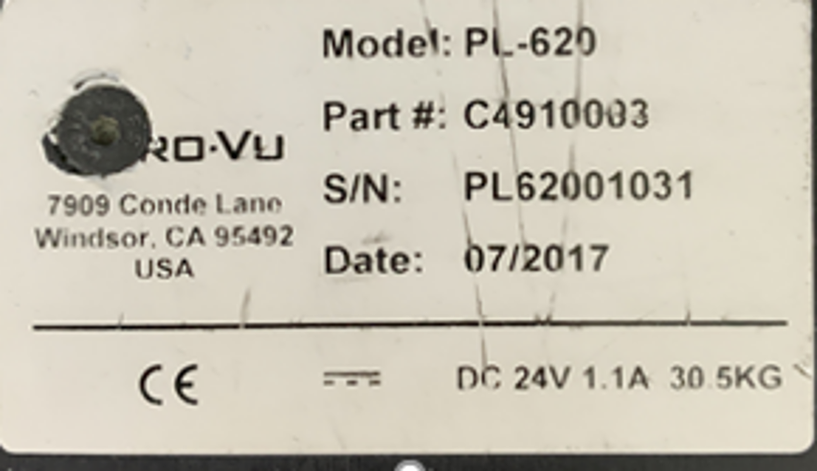 Model: PL-620
Part #: C4910003
RO·VU
S/N: PL62001031
7909 Conde Lane
Windsor, CA 95492
USA
Date: 07/2017
CE
DC 24V 1.1A 30.5KG